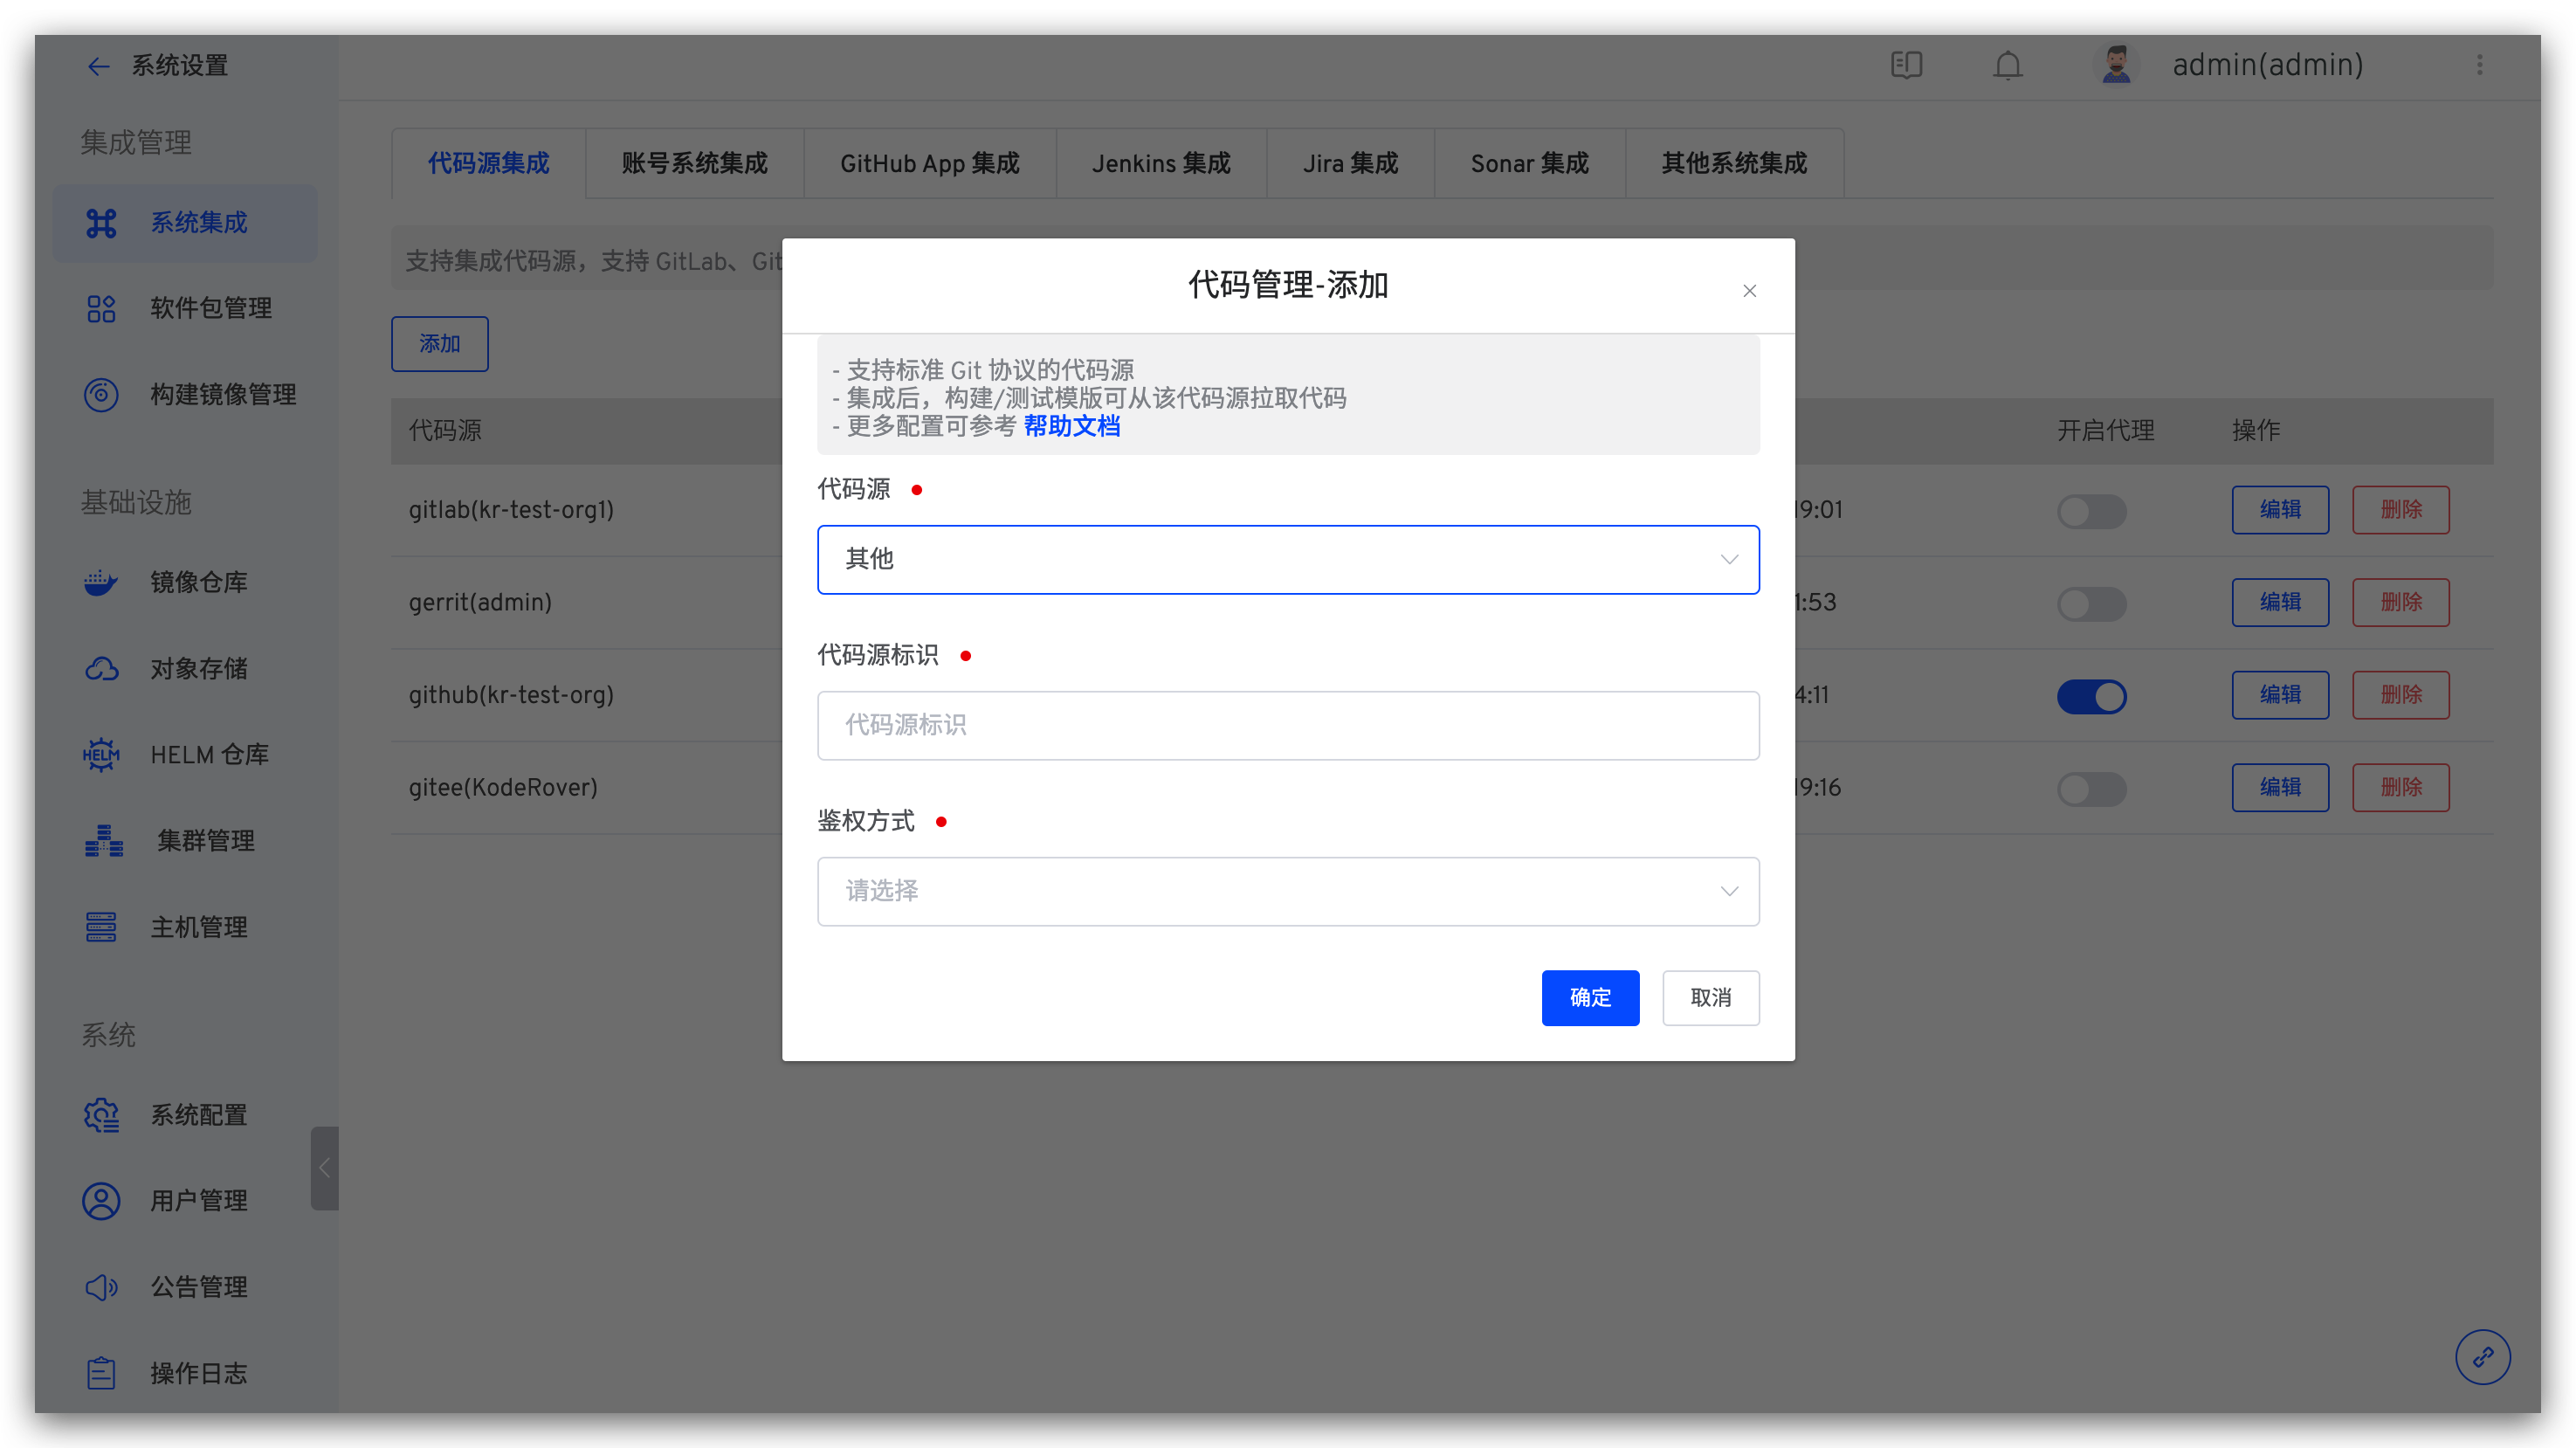 系统设置
admin(admin)
集成管理
系统集成
软件包管理
构建镜像管理
基础设施
镜像仓库
对象存储
HELM
HELM 仓库
集群管理
主机管理
系统
系统配置
用户管理
公告管理
操作日志
代码源集成
账号系统集成
GitHub App 集成
Jenkins 集成
Jira 集成
Sonar 集成
其他系统集成
支持集成代码源，支持 GitLab、Git
添加
代码源
开启代理
操作
gitlab(kr-test-org1)
19:01
编辑
删除
gerrit(admin)
1:53
编辑
删除
github(kr-test-org)
4:11
编辑
删除
gitee(KodeRover)
19:16
编辑
删除
代码管理-添加
- 支持标准 Git 协议的代码源
- 集成后，构建/测试模版可从该代码源拉取代码
- 更多配置可参考 帮助文档
代码源
其他
代码源标识
代码源标识
鉴权方式
请选择
确定
取消